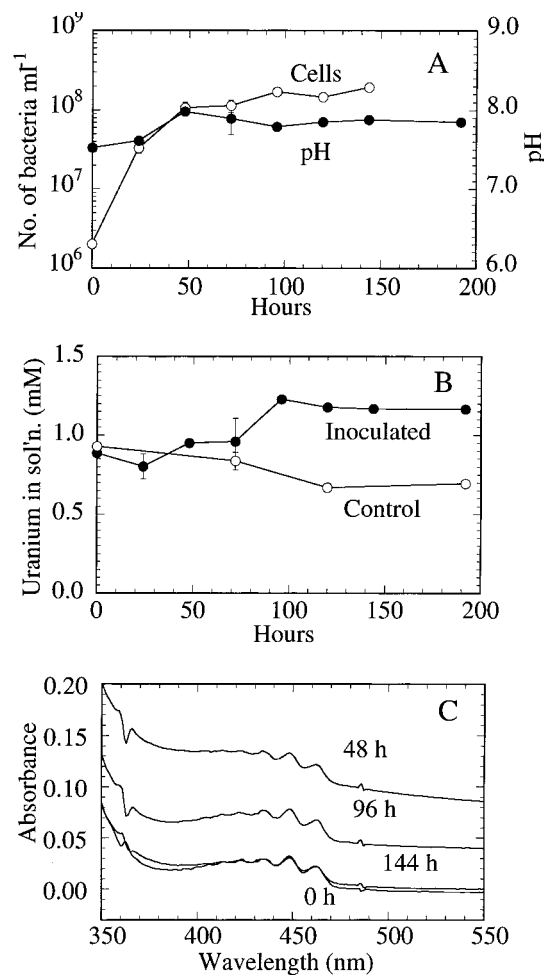 10^9
10^8
10^7
10^6
No. of bacteria ml^-1
Cells
A
pH
9.0
8.0
7.0
6.0
pH
0 50 100 150 200
Hours
1.5
1.0
0.5
0.0
Uranium in sol'n. (mM)
B
Inoculated
Control
0 50 100 150 200
Hours
0.20
0.15
0.10
0.05
0.00
Absorbance
C
48 h
96 h
144 h
0 h
350 400 450 500 550
Wavelength (nm)